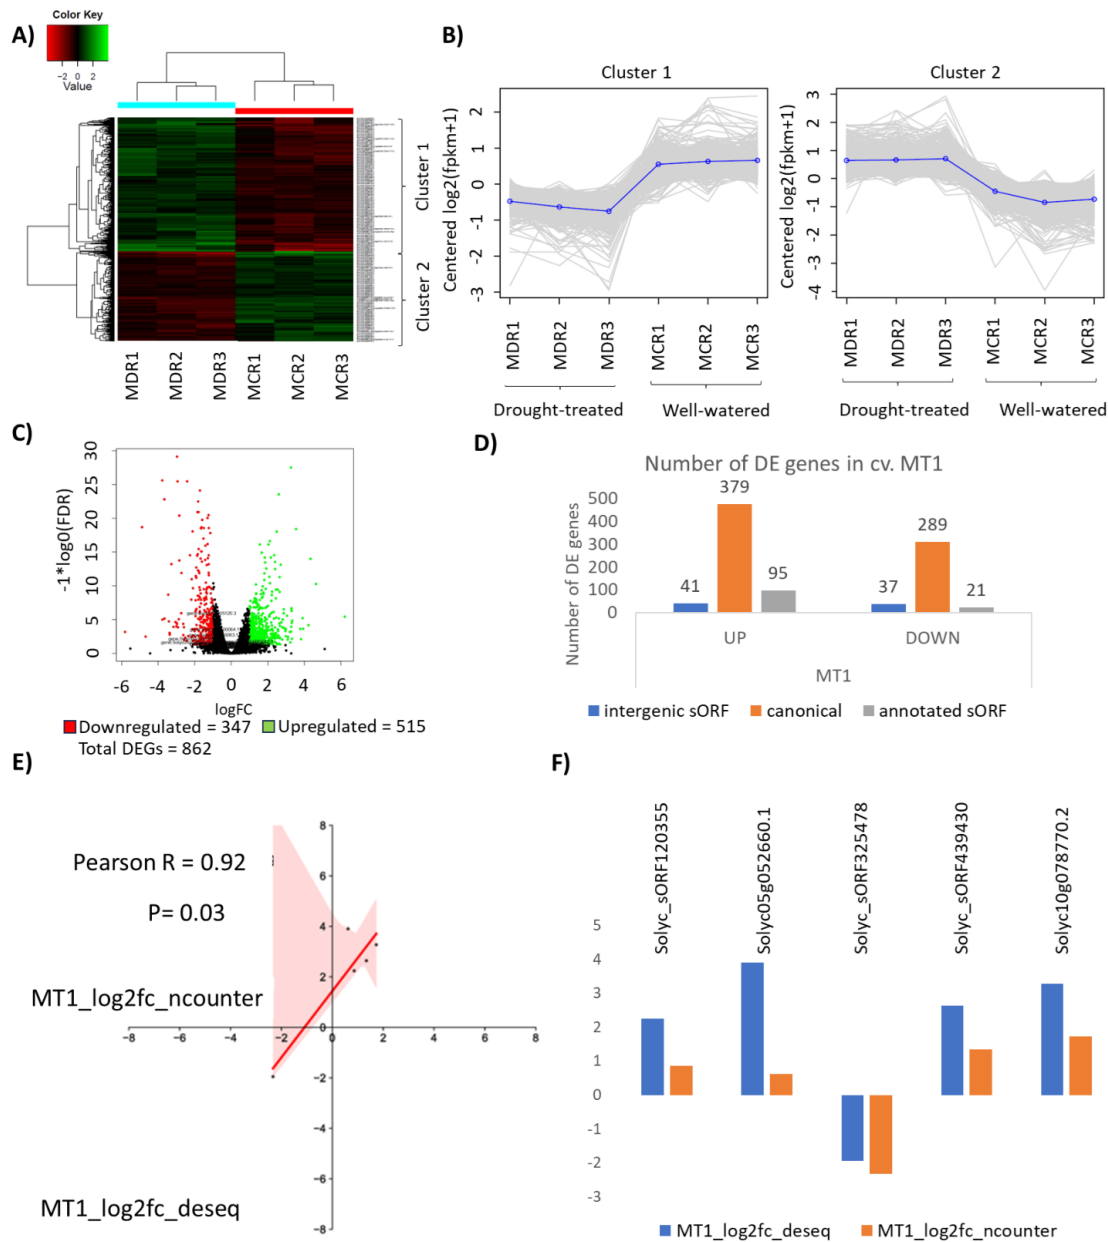 A)
Color Key
−2 0 2
Value
Cluster 1
Cluster 2
MDR1 MDR2 MDR3 MCR1 MCR2 MCR3
B)
Cluster 1
Centered log2(fpkm+1)
2
1
0
-1
-2
-3
MDR1 MDR2 MDR3 MCR1 MCR2 MCR3
Drought-treated Well-watered
Cluster 2
Centered log2(fpkm+1)
3
2
1
0
-1
-2
-3
-4
MDR1 MDR2 MDR3 MCR1 MCR2 MCR3
Drought-treated Well-watered
C)
-1*log0(FDR)
30
25
20
15
10
5
0
-6 -4 -2 0 2 4 6
logFC
Downregulated = 347 Upregulated = 515
Total DEGs = 862
D)
Number of DE genes in cv. MT1
Number of DE genes
500
400
300
200
100
0
41 379 95 37 289 21
UP DOWN
MT1
intergenic sORF canonical annotated sORF
E)
Pearson R = 0.92
P= 0.03
MT1_log2fc_ncounter
MT1_log2fc_deseq
8
6
4
2
0
−2
−4
−6
−8
−8 −6 −4 −2 0 2 4 6 8
F)
Solyc_sORF120355
Solyc05g052660.1
Solyc_sORF325478
Solyc_sORF439430
Solyc10g078770.2
5
4
3
2
1
0
-1
-2
-3
MT1_log2fc_deseq MT1_log2fc_ncounter